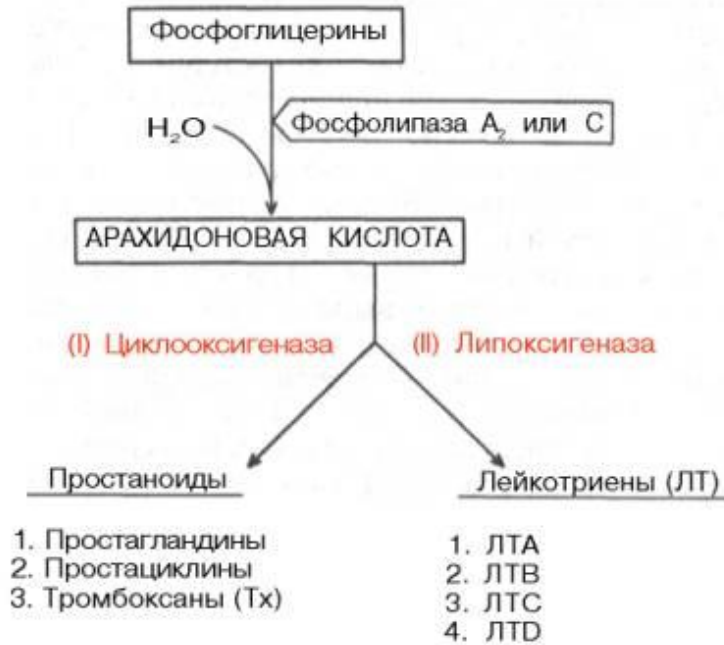 Фосфоглицерины
H₂O
Фосфолипаза A₂ или C
АРАХИДОНОВАЯ КИСЛОТА
(I) Циклооксигеназа
(II) Липоксигеназа
Простаноиды
1. Простагландины
2. Простациклины
3. Тромбоксаны (Тх)
Лейкотриены (ЛТ)
1. ЛТА
2. ЛТВ
3. ЛТС
4. ЛТD